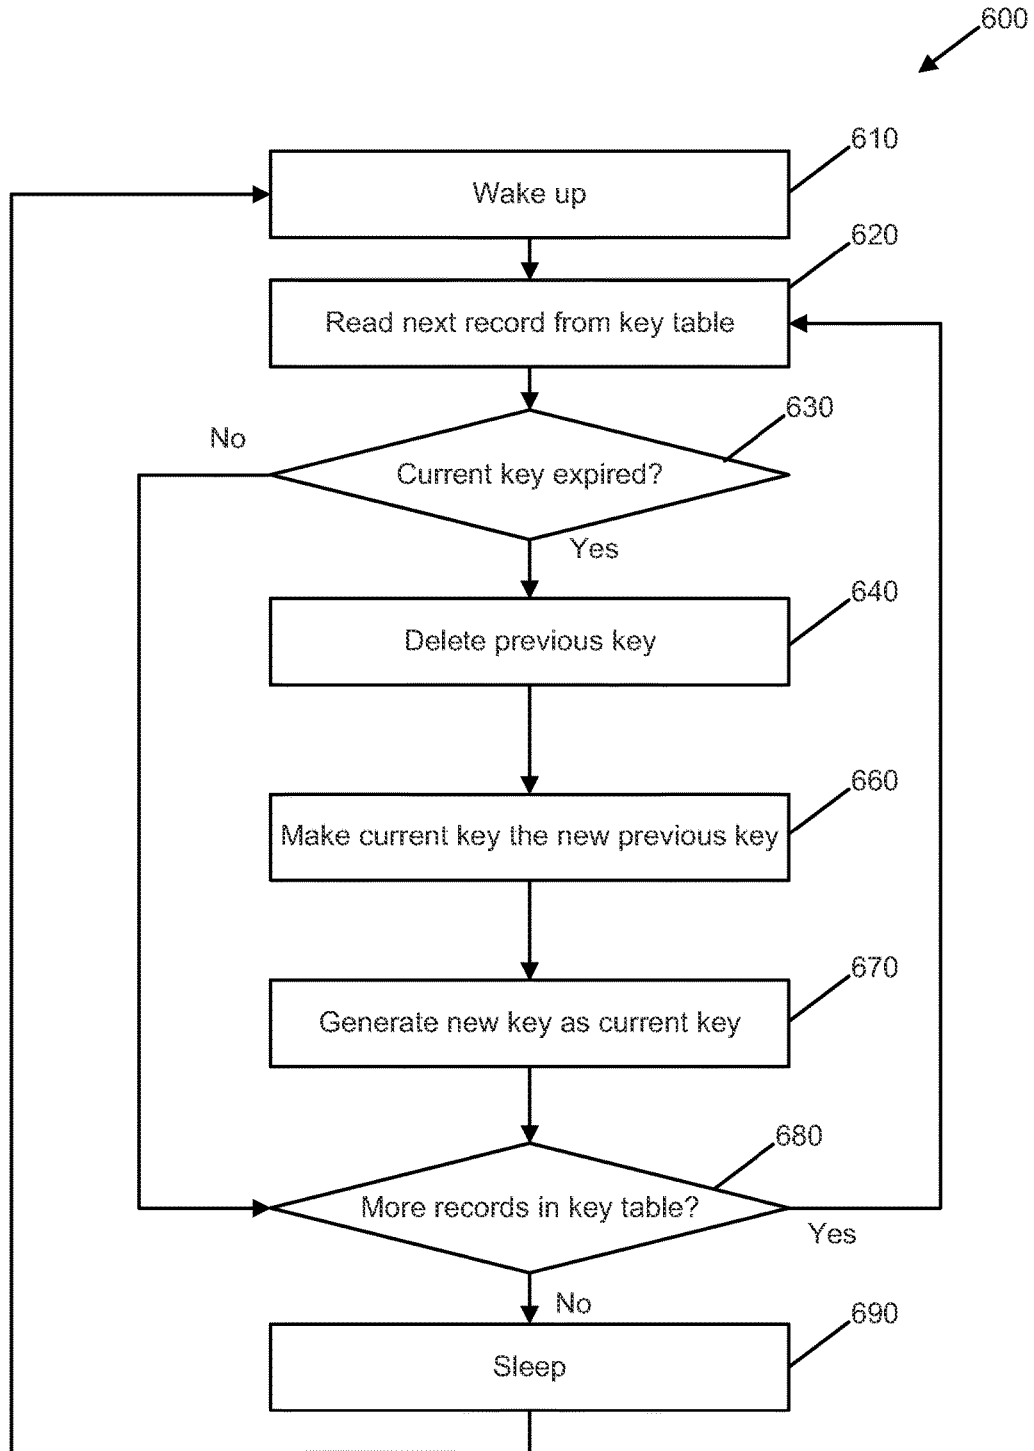 600
610
Wake up
620
Read next record from key table
630
No
Current key expired?
Yes
640
Delete previous key
660
Make current key the new previous key
670
Generate new key as current key
680
More records in key table?
Yes
No
690
Sleep